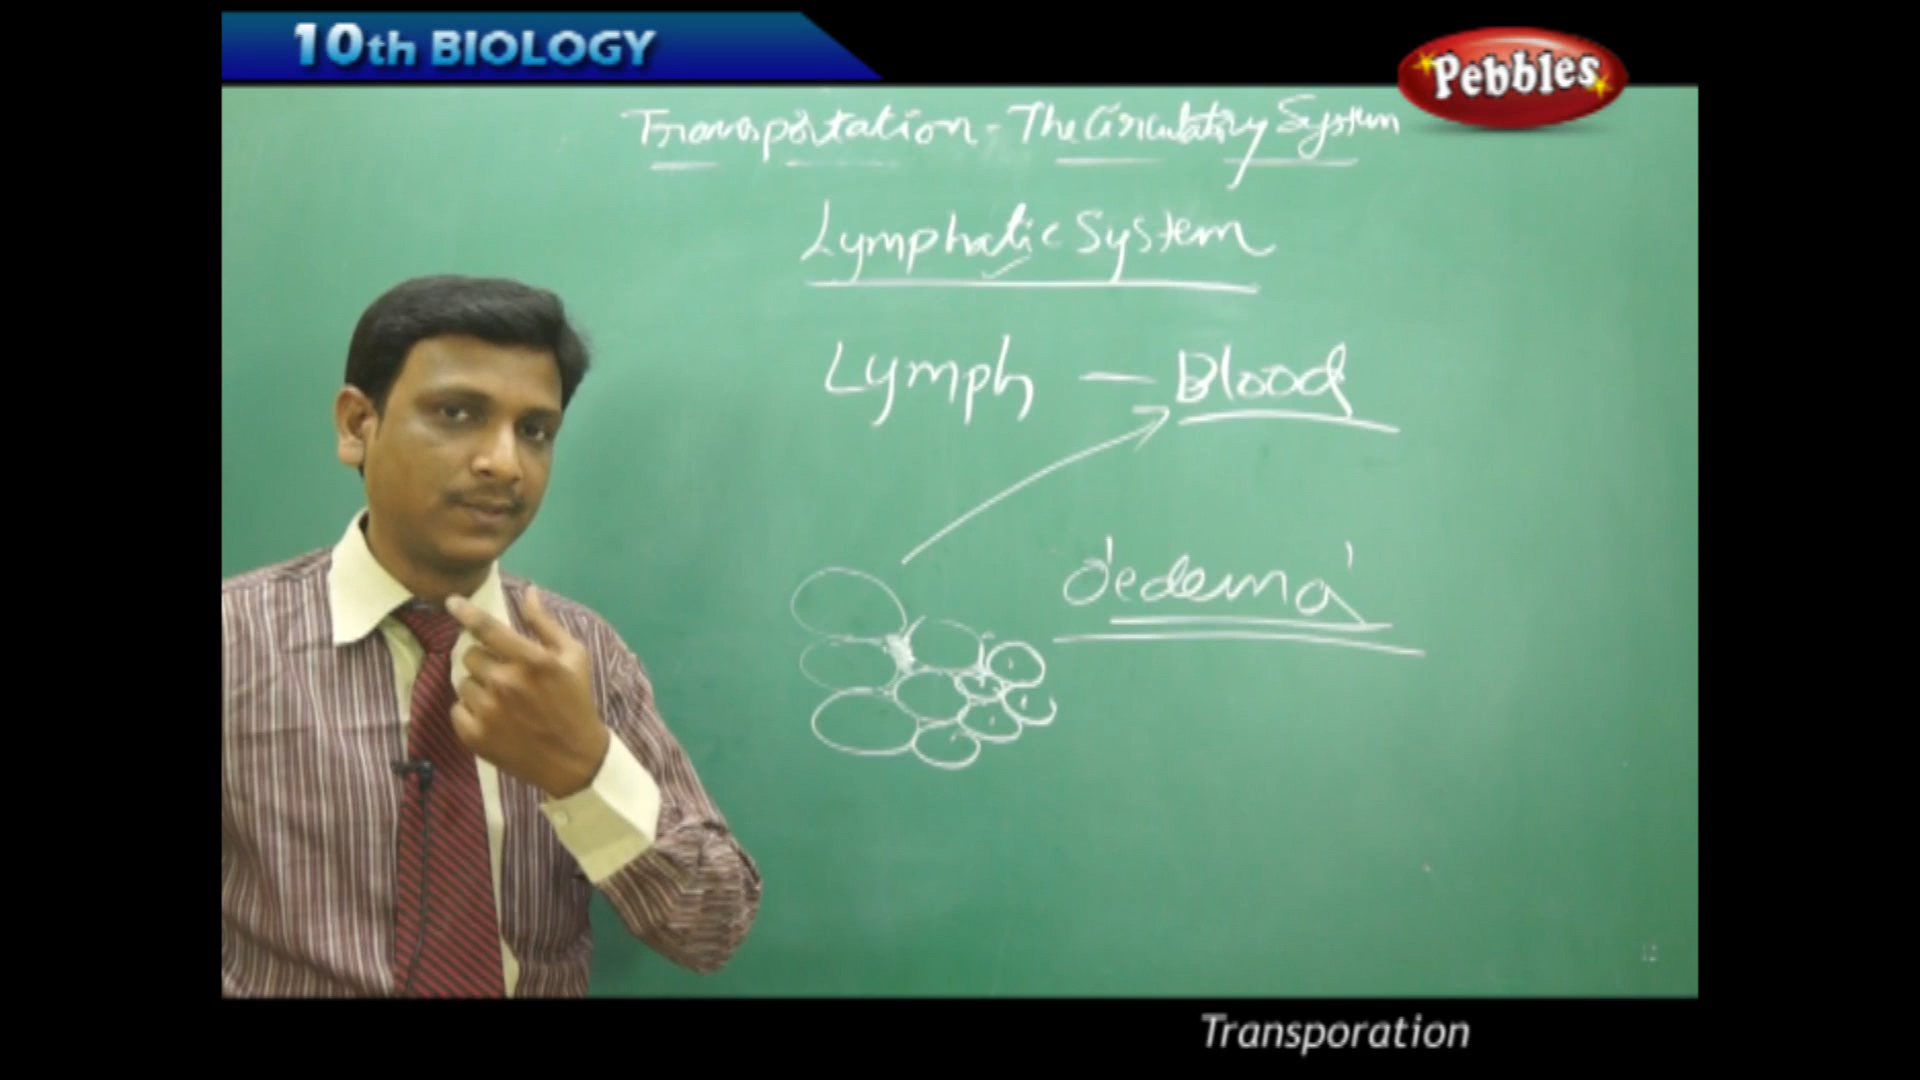 10th BIOLOGY
Pebbles
Transportation - The Circulatory System
Lymphatic System
Lymph - Blood
'oedema'
Transporation